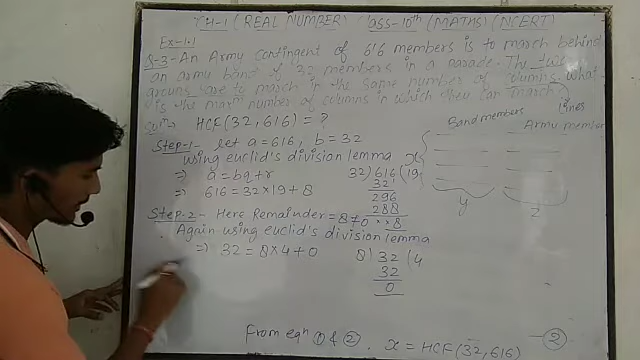 CH-1 (REAL NUMBER) Class-10th (MATHS) (NCERT)
Ex-1.1
Q-3- An Army contingent of 616 members is to march behind
an army band of 32 members in a parade. The two
groups are to march in the same number of columns. What
is the maxm number of columns in which they can march
lines
Solⁿ- HCF(32, 616) = ?
Band members Army member
Step-1- let a=616, b=32
using euclid's division lemma
⇒ a = bq+r
⇒ 616 = 32×19 + 8
32) 616 (19
32↓
296
288
××8
x
y z
Step-2- Here Remainder = 8≠0
Again using euclid's division lemma
⇒ 32 = 8×4+0
8) 32 (4
32
0
From eqⁿ ① & ②. x = HCF(32, 616) — ②